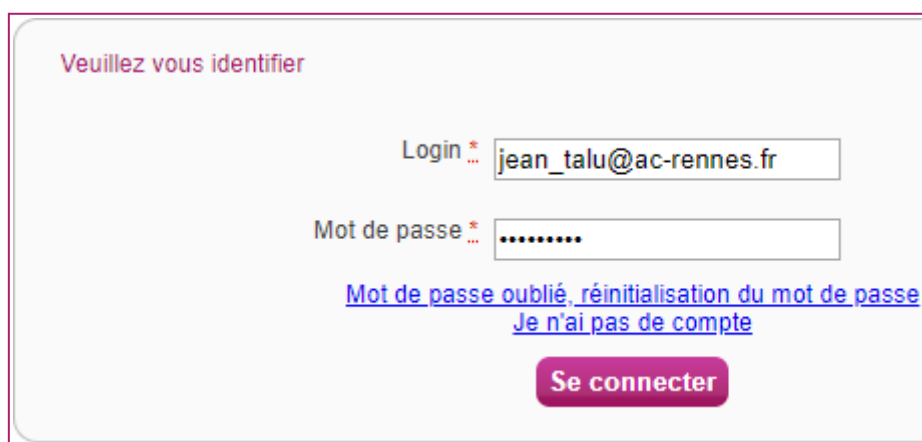 Veuillez vous identifier
Login * jean_talu@ac-rennes.fr
Mot de passe * •••••••••
Mot de passe oublié, réinitialisation du mot de passe
Je n'ai pas de compte
Se connecter